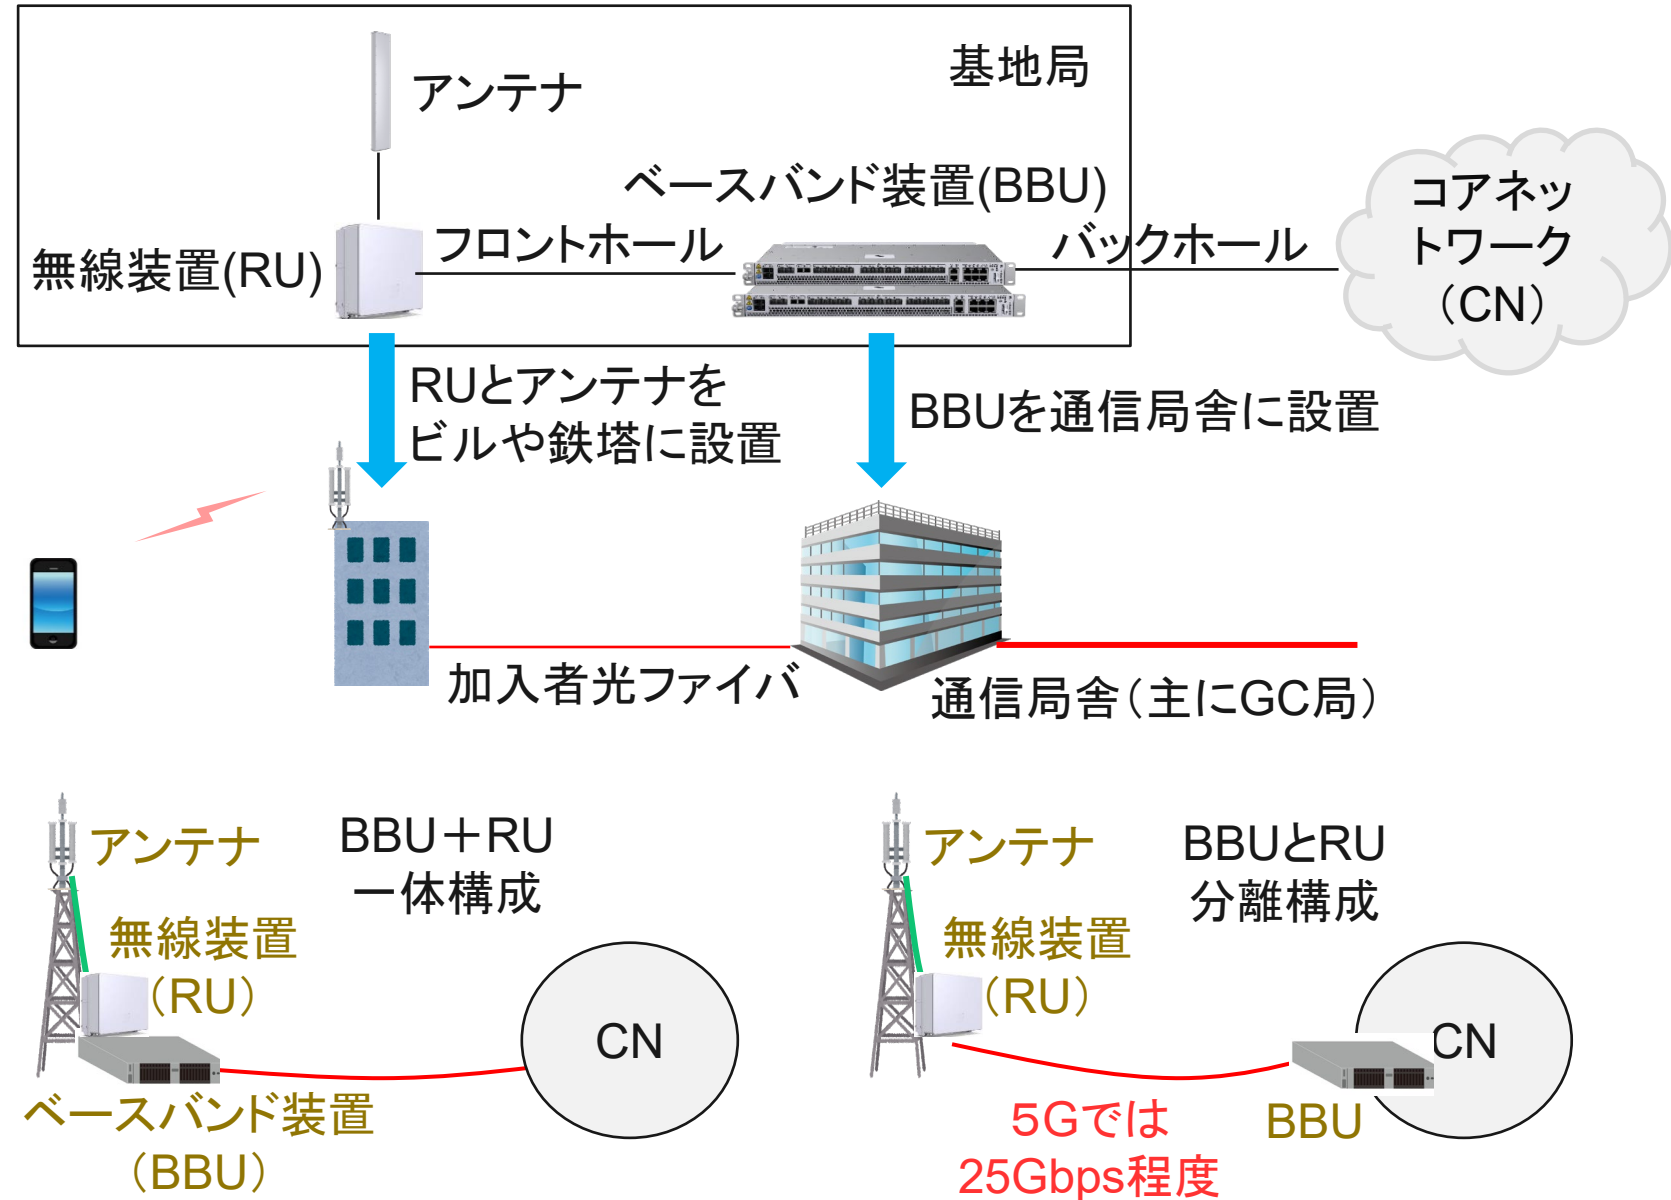 基地局
アンテナ
ベースバンド装置(BBU)
無線装置(RU)
フロントホール
バックホール
コアネッ
トワーク
（CN）
RUとアンテナを
ビルや鉄塔に設置
BBUを通信局舎に設置
加入者光ファイバ
通信局舎（主にGC局）
アンテナ
BBU＋RU
一体構成
無線装置
（RU）
CN
ベースバンド装置
（BBU）
アンテナ
BBUとRU
分離構成
無線装置
（RU）
CN
BBU
５Gでは
25Gbps程度